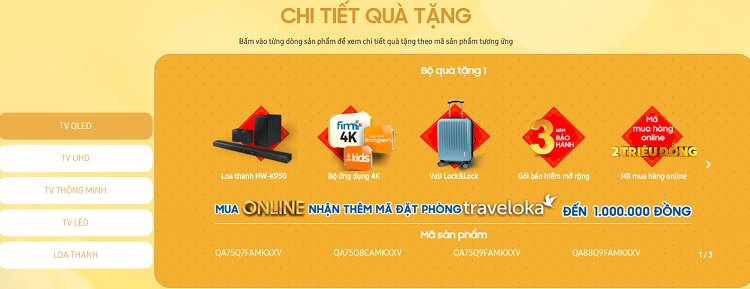 CHI TIẾT QUÀ TẶNG
Bấm vào từng dòng sản phẩm để xem chi tiết quà tặng theo mã sản phẩm tương ứng
TV QLED
TV UHD
TV THÔNG MINH
TV LED
LOA THANH
Bộ quà tặng 1
Loa thanh HW-K950
fim+
4K
kids
Bộ ứng dụng 4K
Vali Lock&Lock
3 NĂM
BẢO
HÀNH
Gói bảo hiểm mở rộng
Mã
mua hàng
online
2 TRIỆU ĐỒNG
Mã mua hàng online
MUA ONLINE NHẬN THÊM MÃ ĐẶT PHÒNG traveloka ĐẾN 1.000.000 ĐỒNG
Mã sản phẩm
QA75Q7FAMKXXV QA75Q8CAMKXXV QA75Q9FAMKXXV QA88Q9FAMKXXV
1 / 3